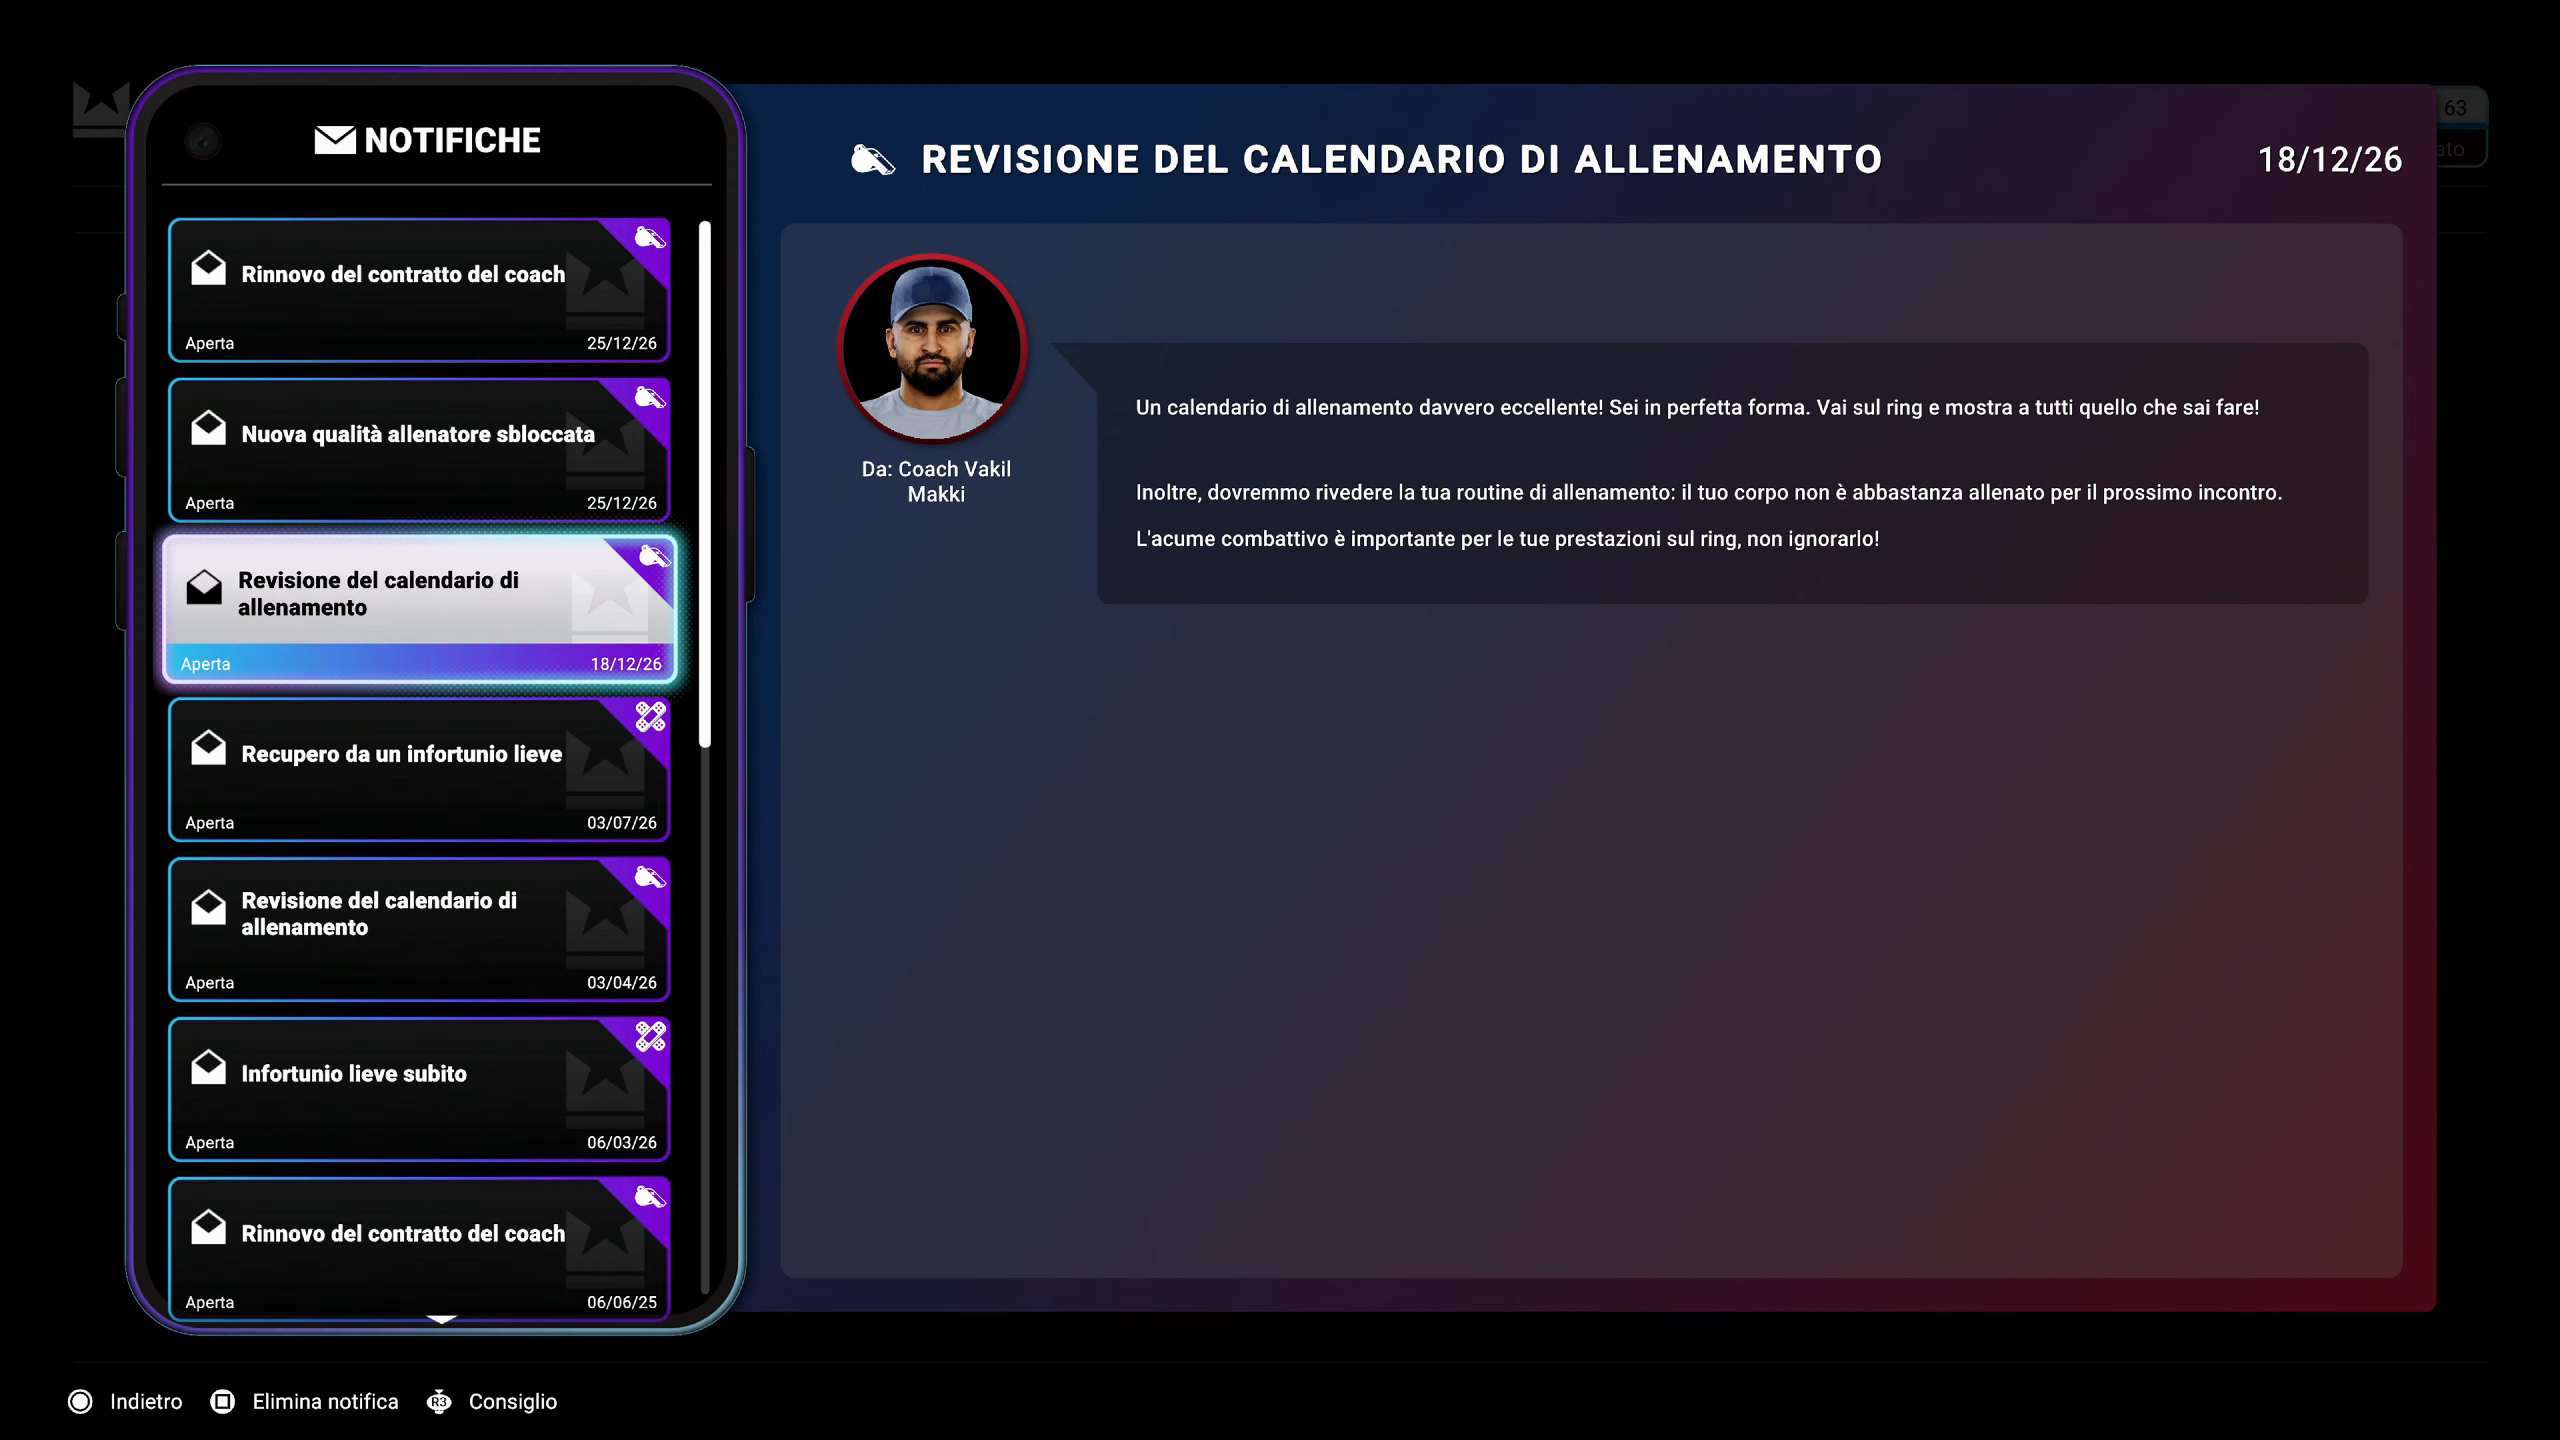 NOTIFICHE
Rinnovo del contratto del coach
Aperta 25/12/26
Nuova qualità allenatore sbloccata
Aperta 25/12/26
Revisione del calendario di
allenamento
Aperta 18/12/26
Recupero da un infortunio lieve
Aperta 03/07/26
Revisione del calendario di
allenamento
Aperta 03/04/26
Infortunio lieve subito
Aperta 06/03/26
Rinnovo del contratto del coach
Aperta 06/06/25
REVISIONE DEL CALENDARIO DI ALLENAMENTO 18/12/26
63
Da: Coach Vakil
Makki
Un calendario di allenamento davvero eccellente! Sei in perfetta forma. Vai sul ring e mostra a tutti quello che sai fare!
Inoltre, dovremmo rivedere la tua routine di allenamento: il tuo corpo non è abbastanza allenato per il prossimo incontro.
L'acume combattivo è importante per le tue prestazioni sul ring, non ignorarlo!
Indietro Elimina notifica R3 Consiglio